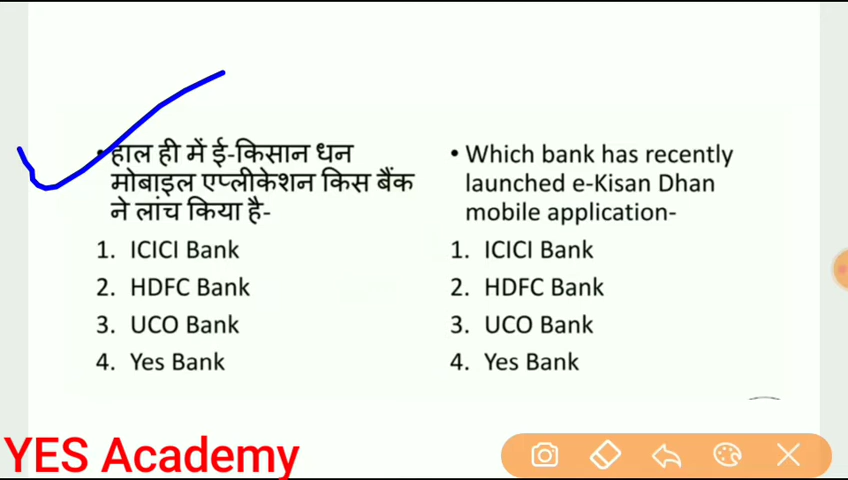 • हाल ही में ई-किसान धन
मोबाइल एप्लीकेशन किस बैंक
ने लांच किया है-
1. ICICI Bank
2. HDFC Bank
3. UCO Bank
4. Yes Bank
• Which bank has recently
launched e-Kisan Dhan
mobile application-
1. ICICI Bank
2. HDFC Bank
3. UCO Bank
4. Yes Bank
YES Academy